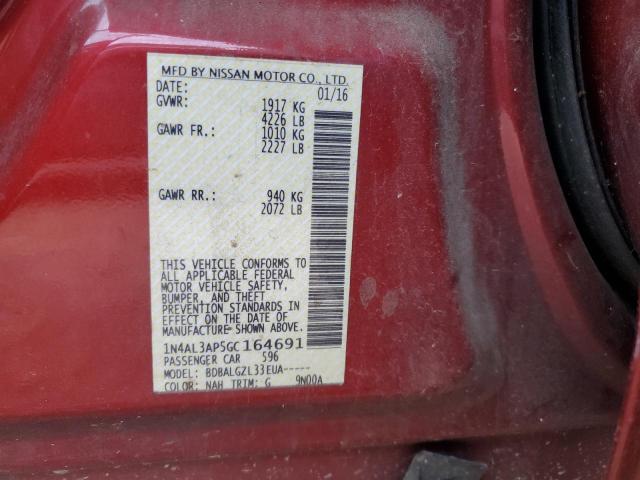 MFD BY NISSAN MOTOR CO., LTD.
DATE: 01/16
GVWR: 1917 KG
4226 LB
GAWR FR.: 1010 KG
2227 LB
GAWR RR.: 940 KG
2072 LB
THIS VEHICLE CONFORMS TO
ALL APPLICABLE FEDERAL
MOTOR VEHICLE SAFETY,
BUMPER, AND THEFT
PREVENTION STANDARDS IN
EFFECT ON THE DATE OF
MANUFACTURE SHOWN ABOVE.
1N4AL3AP5GC164691
PASSENGER CAR 596
MODEL: BDBALGZL33EUA-----
COLOR: NAH TRIM: G 9N00A